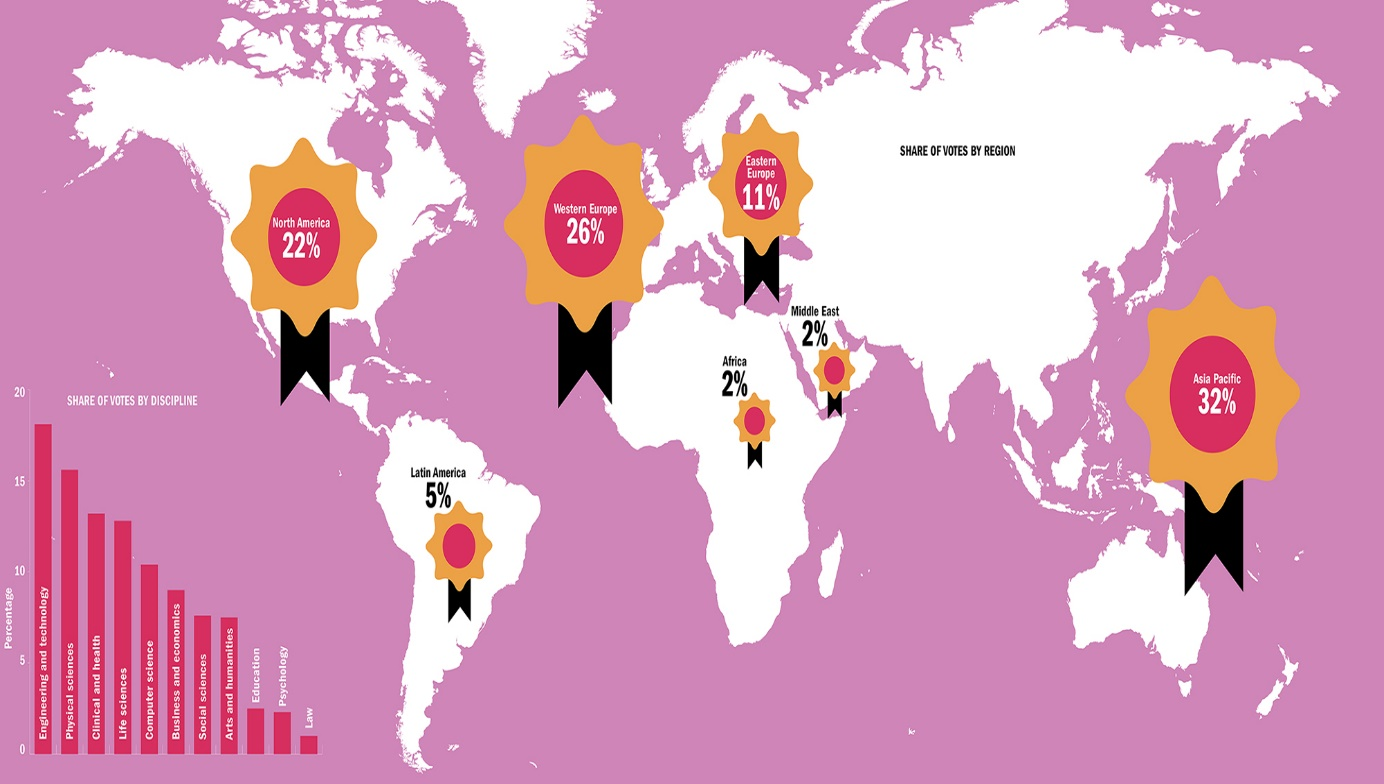 SHARE OF VOTES BY REGION
North America
22%
Western Europe
26%
Eastern
Europe
11%
Middle East
2%
Africa
2%
Asia Pacific
32%
Latin America
5%
SHARE OF VOTES BY DISCIPLINE
Percentage
20
15
10
5
0
Engineering and technology
Physical sciences
Clinical and health
Life sciences
Computer science
Business and economics
Social sciences
Arts and humanities
Education
Psychology
Law